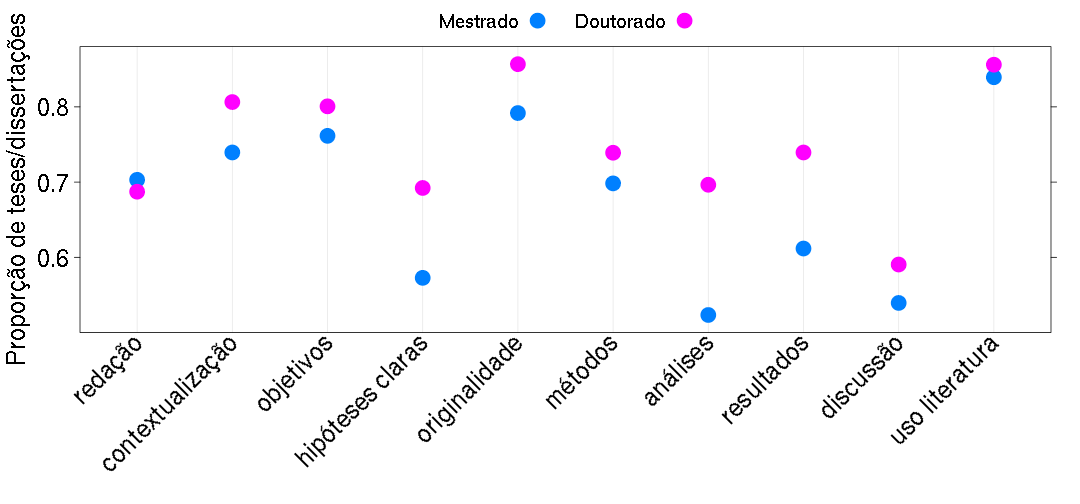 Mestrado Doutorado
Proporção de teses/dissertações
0.8
0.7
0.6
redação
contextualização
objetivos
hipóteses claras
originalidade
métodos
análises
resultados
discussão
uso literatura